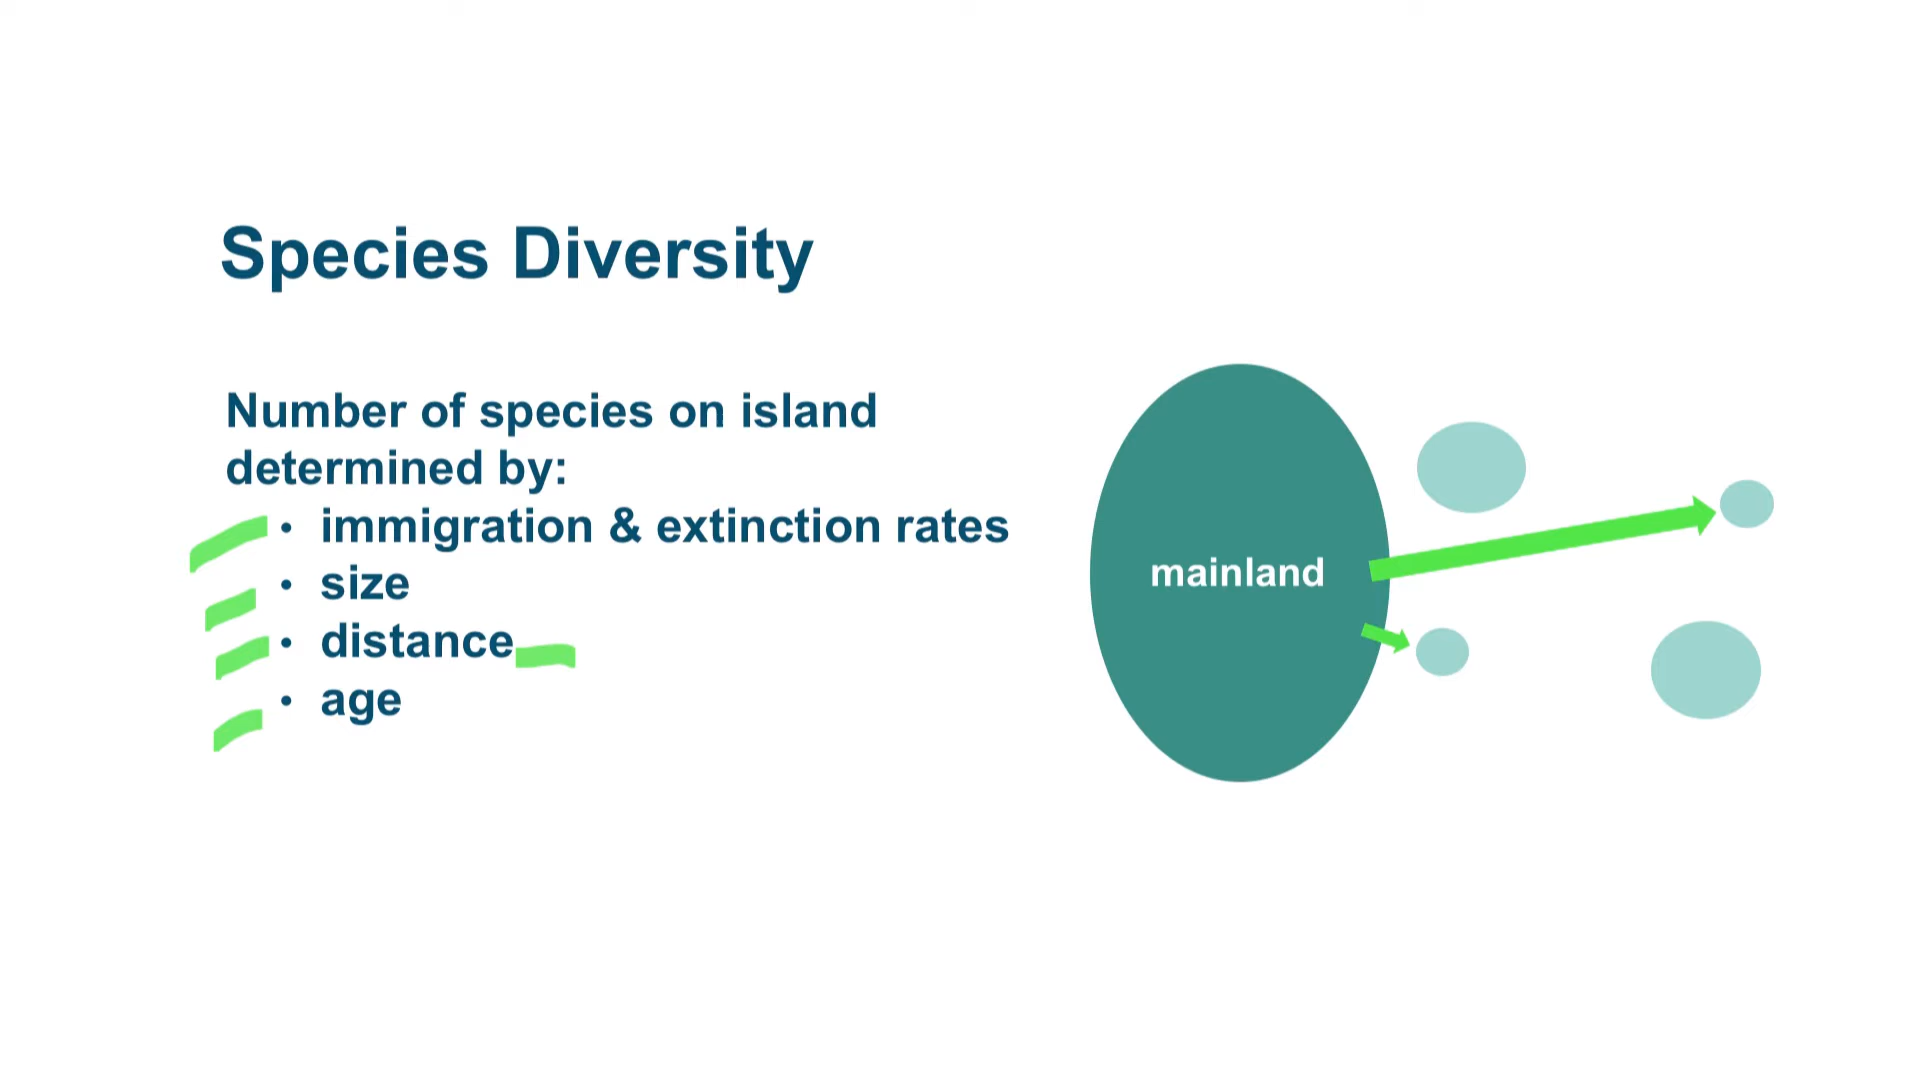 Species Diversity
Number of species on island
determined by:
• immigration & extinction rates
• size
• distance
• age
mainland